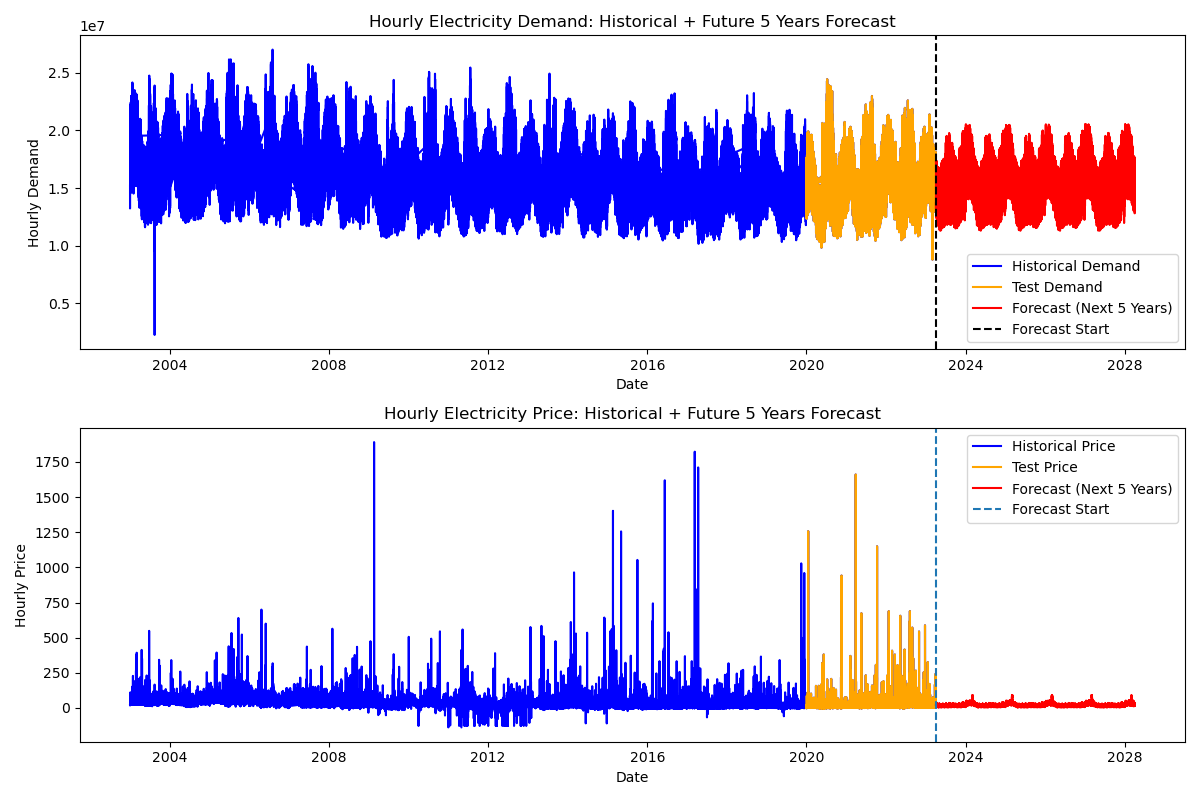 Hourly Electricity Demand: Historical + Future 5 Years Forecast
1e7
Hourly Demand
2.5
2.0
1.5
1.0
0.5
Historical Demand
Test Demand
Forecast (Next 5 Years)
Forecast Start
2004 2008 2012 2016 2020 2024 2028
Date
Hourly Electricity Price: Historical + Future 5 Years Forecast
Hourly Price
1750
1500
1250
1000
750
500
250
0
Historical Price
Test Price
Forecast (Next 5 Years)
Forecast Start
2004 2008 2012 2016 2020 2024 2028
Date